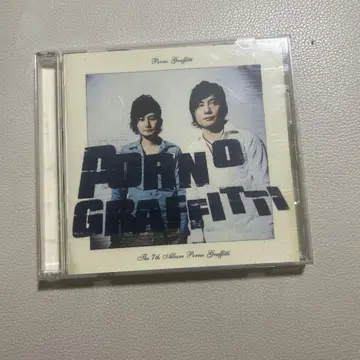 Porno Graffitti
PORNO
GRAFFITTI
The 7th Album Porno Graffitti